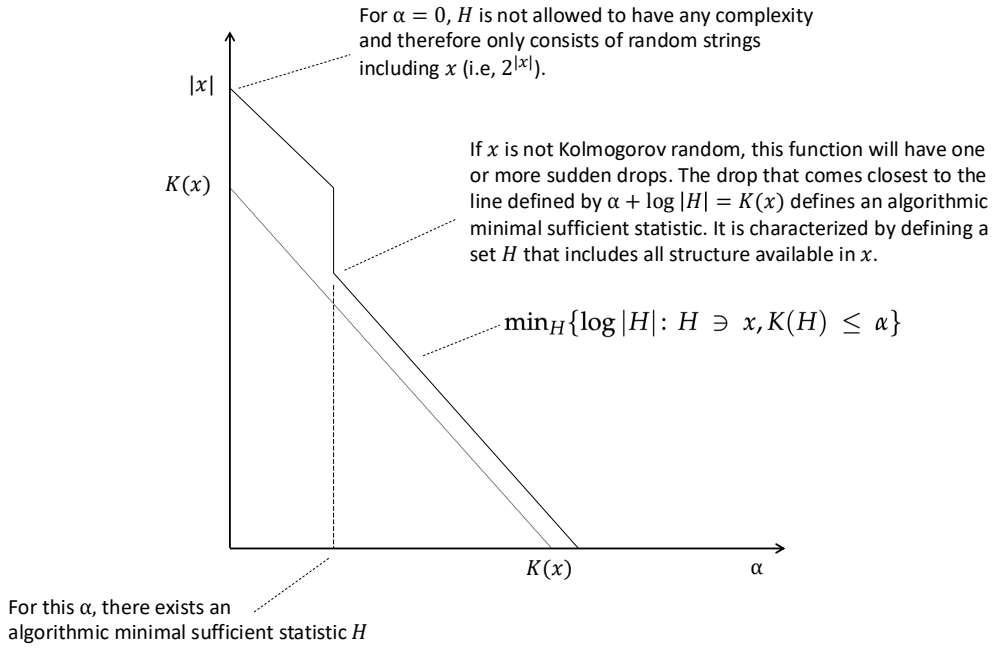 For α = 0, H is not allowed to have any complexity
and therefore only consists of random strings
including x (i.e, 2^{|x|}).
|x|
If x is not Kolmogorov random, this function will have one
or more sudden drops. The drop that comes closest to the
line defined by α + log |H| = K(x) defines an algorithmic
minimal sufficient statistic. It is characterized by defining a
set H that includes all structure available in x.
K(x)
min_H{log |H|: H ∋ x, K(H) ≤ α}
K(x)
α
For this α, there exists an
algorithmic minimal sufficient statistic H